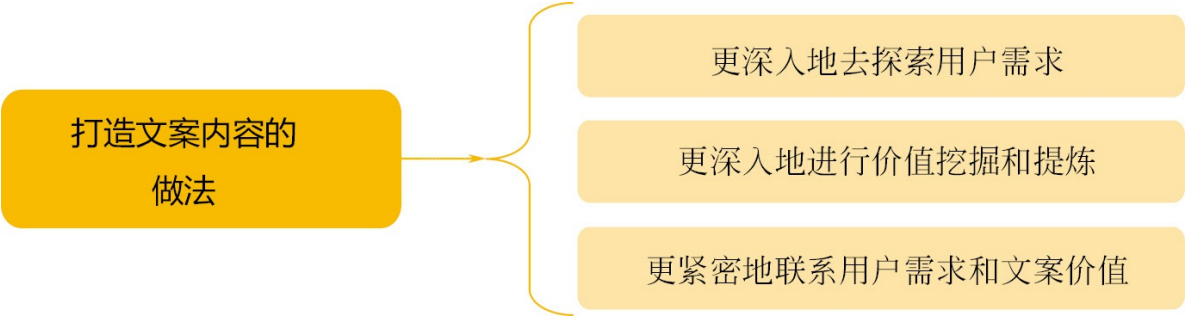 打造文案内容的
做法
更深入地去探索用户需求
更深入地进行价值挖掘和提炼
更紧密地联系用户需求和文案价值